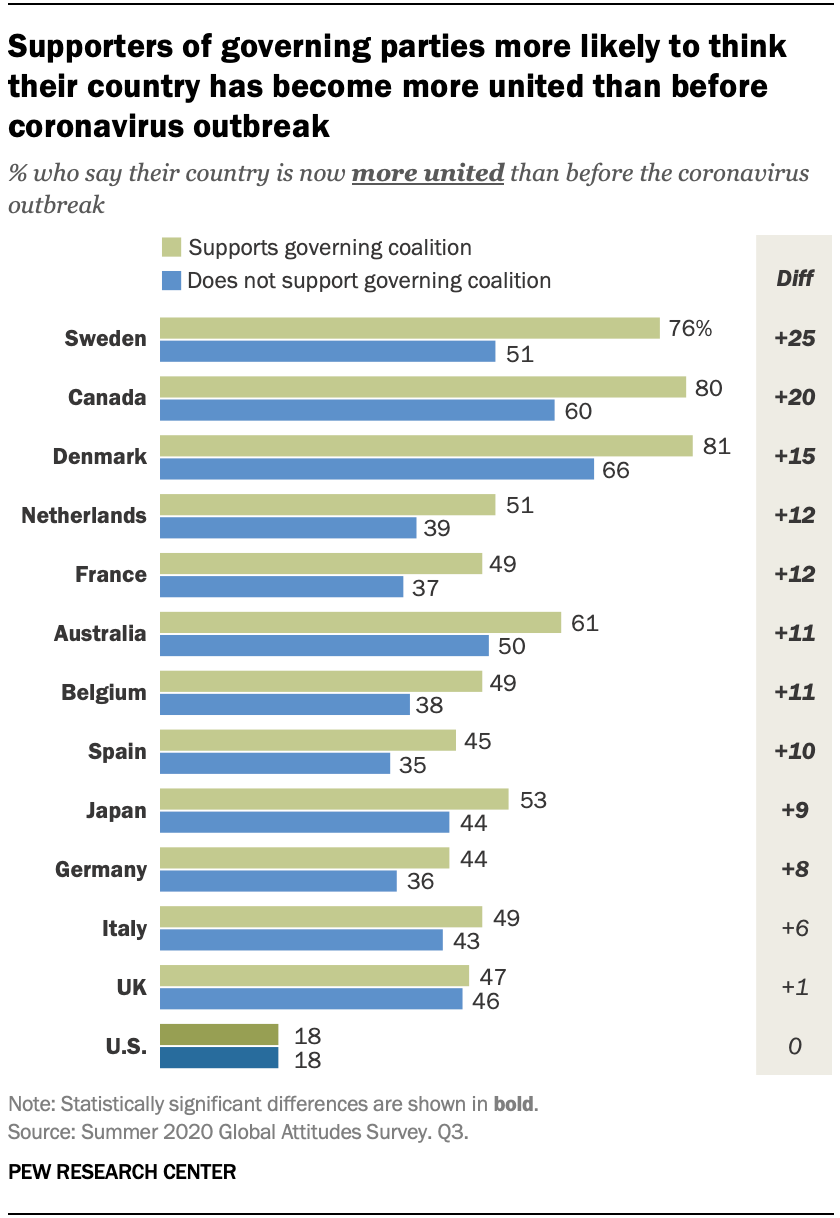 Supporters of governing parties more likely to think
their country has become more united than before
coronavirus outbreak
% who say their country is now more united than before the coronavirus
outbreak
Supports governing coalition
Does not support governing coalition
Diff
Sweden 76% 51 +25
Canada 80 60 +20
Denmark 81 66 +15
Netherlands 51 39 +12
France 49 37 +12
Australia 61 50 +11
Belgium 49 38 +11
Spain 45 35 +10
Japan 53 44 +9
Germany 44 36 +8
Italy 49 43 +6
UK 47 46 +1
U.S. 18 18 0
Note: Statistically significant differences are shown in bold.
Source: Summer 2020 Global Attitudes Survey. Q3.
PEW RESEARCH CENTER